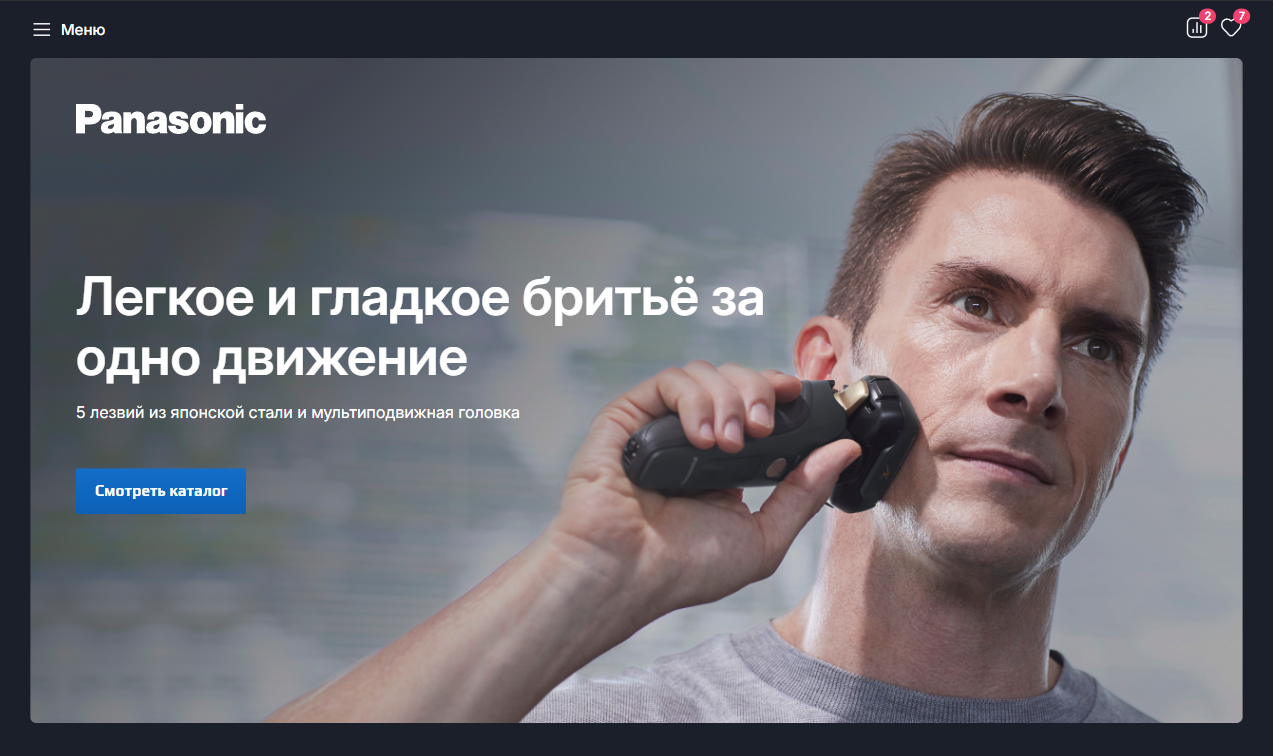 Меню
2
7
Panasonic
Легкое и гладкое бритьё за
одно движение
5 лезвий из японской стали и мультиподвижная головка
Смотреть каталог